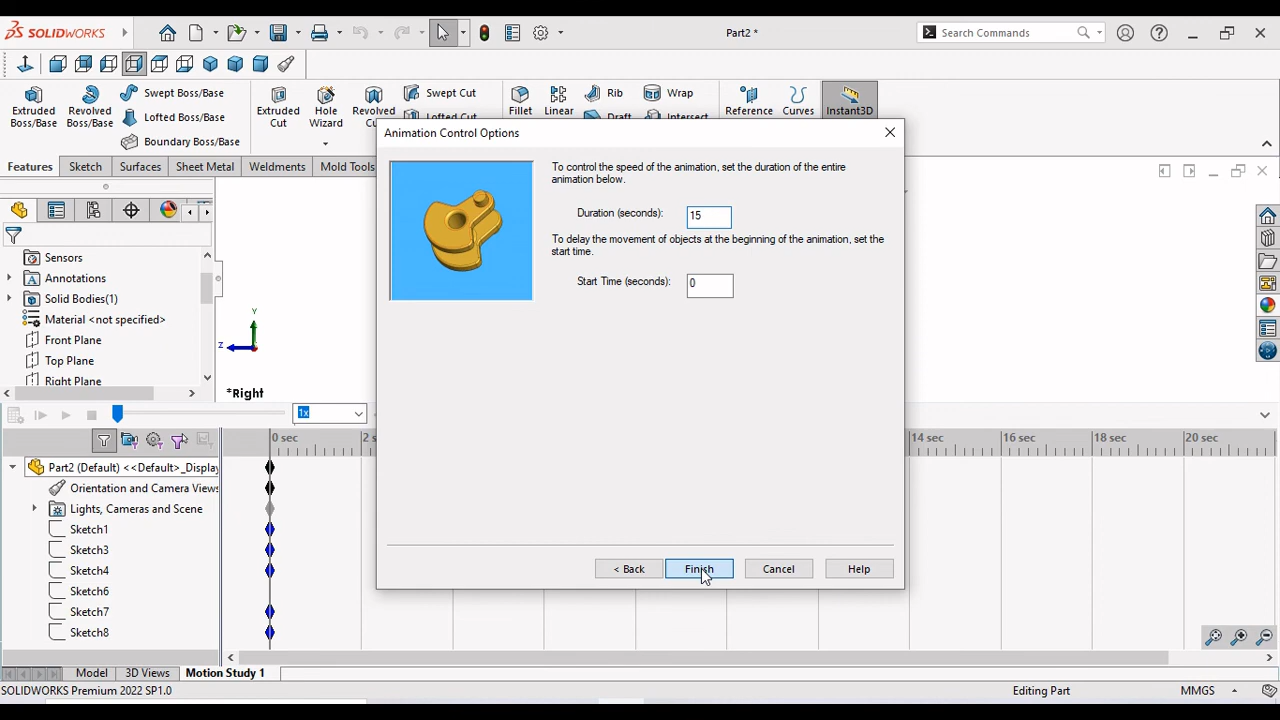 SOLIDWORKS
Part2 *
Search Commands
Extruded Boss/Base
Revolved Boss/Base
Swept Boss/Base
Lofted Boss/Base
Boundary Boss/Base
Extruded Cut
Hole Wizard
Revolved Cut
Swept Cut
Lofted Cut
Fillet
Linear
Rib
Draft
Wrap
Intersect
Reference
Curves
Instant3D
Features
Sketch
Surfaces
Sheet Metal
Weldments
Mold Tools
Animation Control Options
To control the speed of the animation, set the duration of the entire
animation below.
Duration (seconds):
15
To delay the movement of objects at the beginning of the animation, set the
start time.
Start Time (seconds):
0
< Back
Finish
Cancel
Help
Sensors
Annotations
Solid Bodies(1)
Material <not specified>
Front Plane
Top Plane
Right Plane
Y
Z
*Right
1x
0 sec
2 s
14 sec
16 sec
18 sec
20 sec
Part2 (Default) <<Default>_Display
Orientation and Camera Views
Lights, Cameras and Scene
Sketch1
Sketch3
Sketch4
Sketch6
Sketch7
Sketch8
Model
3D Views
Motion Study 1
SOLIDWORKS Premium 2022 SP1.0
Editing Part
MMGS